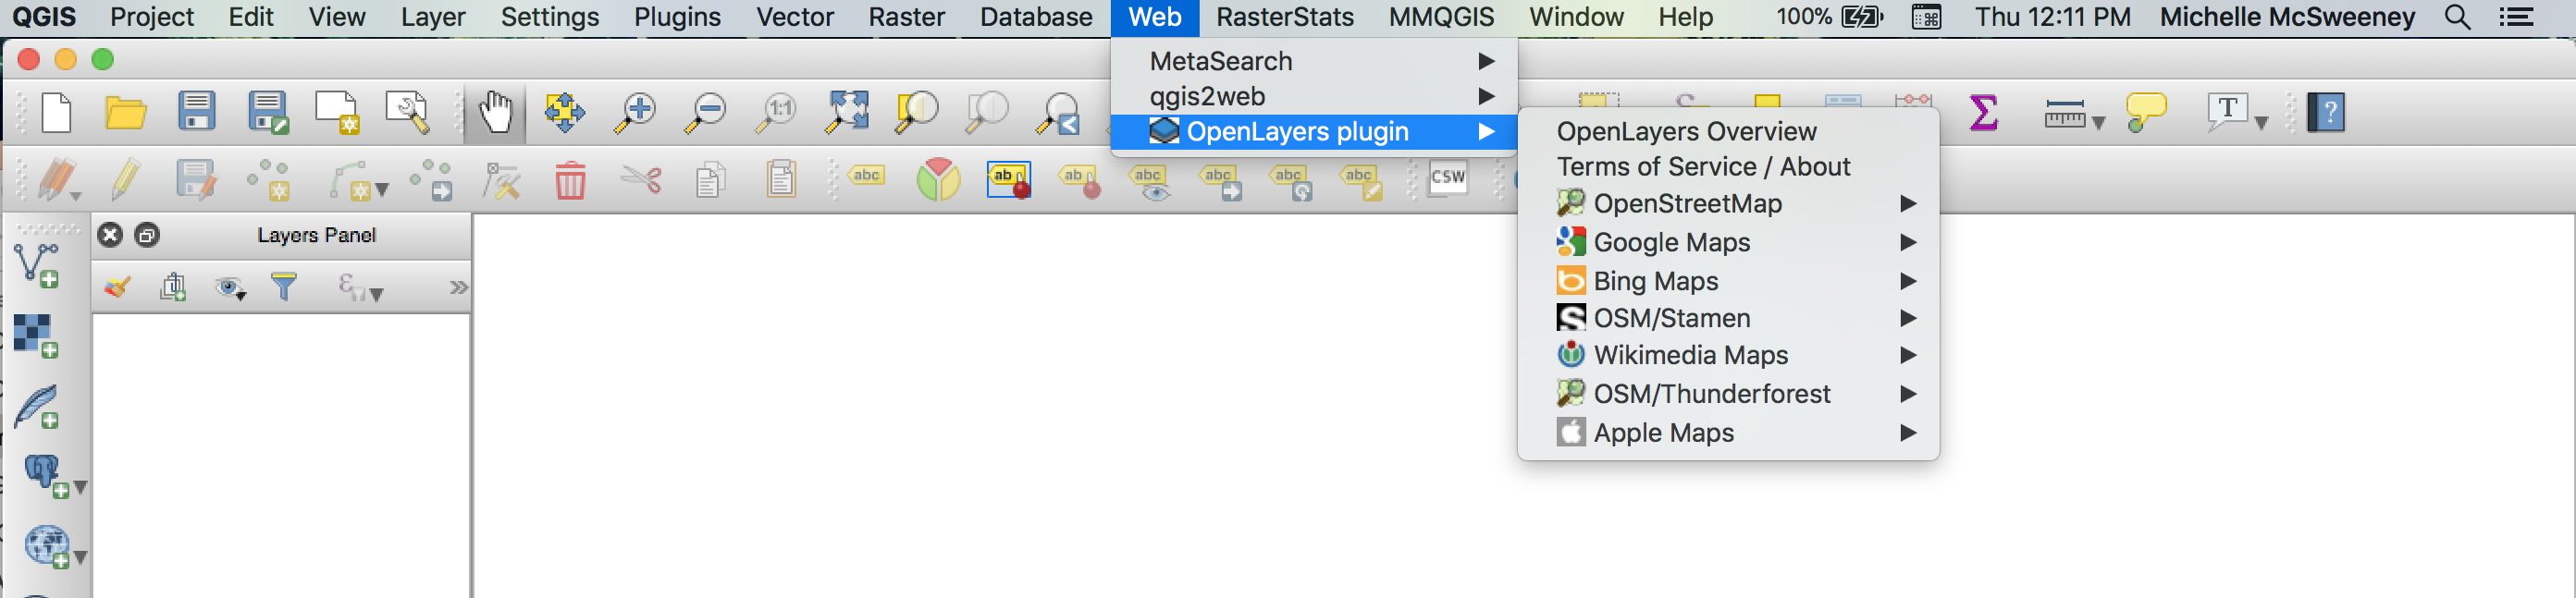 QGIS Project Edit View Layer Settings Plugins Vector Raster Database Web RasterStats MMQGIS Window Help 100% Thu 12:11 PM Michelle McSweeney
MetaSearch
qgis2web
OpenLayers plugin
1:1
T
?
OpenLayers Overview
Terms of Service / About
OpenStreetMap
Google Maps
Bing Maps
OSM/Stamen
Wikimedia Maps
OSM/Thunderforest
Apple Maps
abc ab ab abc abc abc abc CSW
Layers Panel